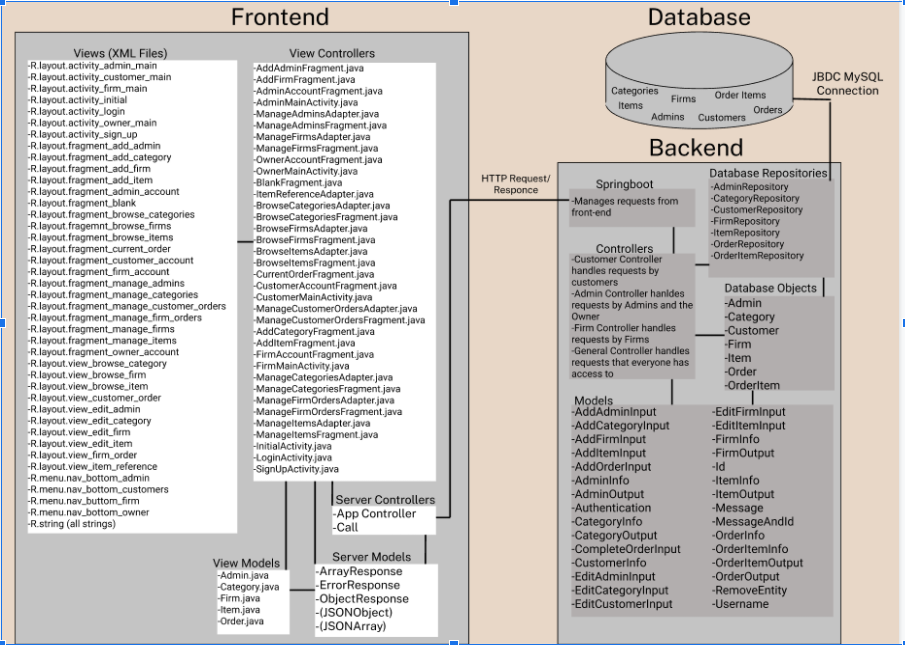 Frontend
Views (XML Files)
-R.layout.activity_admin_main
-R.layout.activity_customer_main
-R.layout.activity_firm_main
-R.layout.activity_initial
-R.layout.activity_login
-R.layout.activity_owner_main
-R.layout.activity_sign_up
-R.layout.fragment_add_admin
-R.layout.fragment_add_category
-R.layout.fragment_add_firm
-R.layout.fragment_add_item
-R.layout.fragment_admin_account
-R.layout.fragment_blank
-R.layout.fragment_browse_categories
-R.layout.fragemnt_browse_firms
-R.layout.fragment_browse_items
-R.layout.fragment_current_order
-R.layout.fragment_customer_account
-R.layout.fragment_firm_account
-R.layout.fragment_manage_admins
-R.layout.fragment_manage_categories
-R.layout.fragment_manage_customer_orders
-R.layout.fragment_manage_firm_orders
-R.layout.fragment_manage_firms
-R.layout.fragment_manage_items
-R.layout.fragment_owner_account
-R.layout.view_browse_category
-R.layout.view_browse_firm
-R.layout.view_browse_item
-R.layout.view_customer_order
-R.layout.view_edit_admin
-R.layout.view_edit_category
-R.layout.view_edit_firm
-R.layout.view_edit_item
-R.layout.view_firm_order
-R.layout.view_item_reference
-R.menu.nav_bottom_admin
-R.menu.nav_bottom_customers
-R.menu.nav_buttom_firm
-R.menu.nav_bottom_owner
-R.string (all strings)
View Controllers
-AddAdminFragment.java
-AddFirmFragment.java
-AdminAccountFragment.java
-AdminMainActivity.java
-ManageAdminsAdapter.java
-ManageAdminsFragment.java
-ManageFirmsAdapter.java
-ManageFirmsFragment.java
-OwnerAccountFragment.java
-OwnerMainActivity.java
-BlankFragment.java
-ItemReferenceAdapter.java
-BrowseCategoriesAdapter.java
-BrowseCategoriesFragment.java
-BrowseFirmsAdapter.java
-BrowseFirmsFragment.java
-BrowseItemsAdapter.java
-BrowseItemsFragment.java
-CurrentOrderFragment.java
-CustomerAccountFragment.java
-CustomerMainActivity.java
-ManageCustomerOrdersAdapter.java
-ManageCustomerOrdersFragment.java
-AddCategoryFragment.java
-AddItemFragment.java
-FirmAccountFragment.java
-FirmMainActivity.java
-ManageCategoriesAdapter.java
-ManageCategoriesFragment.java
-ManageFirmOrdersAdapter.java
-ManageFirmOrdersFragment.java
-ManageItemsAdapter.java
-ManageItemsFragment.java
-InitialActivity.java
-LoginActivity.java
-SignUpActivity.java
Server Controllers
-App Controller
-Call
View Models
-Admin.java
-Category.java
-Firm.java
-Item.java
-Order.java
Server Models
-ArrayResponse
-ErrorResponse
-ObjectResponse
-(JSONObject)
-(JSONArray)
HTTP Request/
Responce
Database
Categories
Firms
Order Items
Items
Admins
Customers
Orders
JBDC MySQL
Connection
Backend
Springboot
-Manages requests from
front-end
Controllers
-Customer Controller
handles requests by
customers
-Admin Controller hanldes
requests by Admins and the
Owner
-Firm Controller handles
requests by Firms
-General Controller handles
requests that everyone has
access to
Database Repositories
-AdminRepository
-CategoryRepository
-CustomerRepository
-FirmRepository
-ItemRepository
-OrderRepository
-OrderItemRepository
Database Objects
-Admin
-Category
-Customer
-Firm
-Item
-Order
-OrderItem
Models
-AddAdminInput
-AddCategoryInput
-AddFirmInput
-AddItemInput
-AddOrderInput
-AdminInfo
-AdminOutput
-Authentication
-CategoryInfo
-CategoryOutput
-CompleteOrderInput
-CustomerInfo
-EditAdminInput
-EditCategoryInput
-EditCustomerInput
-EditFirmInput
-EditItemInput
-FirmInfo
-FirmOutput
-Id
-ItemInfo
-ItemOutput
-Message
-MessageAndId
-OrderInfo
-OrderItemInfo
-OrderItemOutput
-OrderOutput
-RemoveEntity
-Username